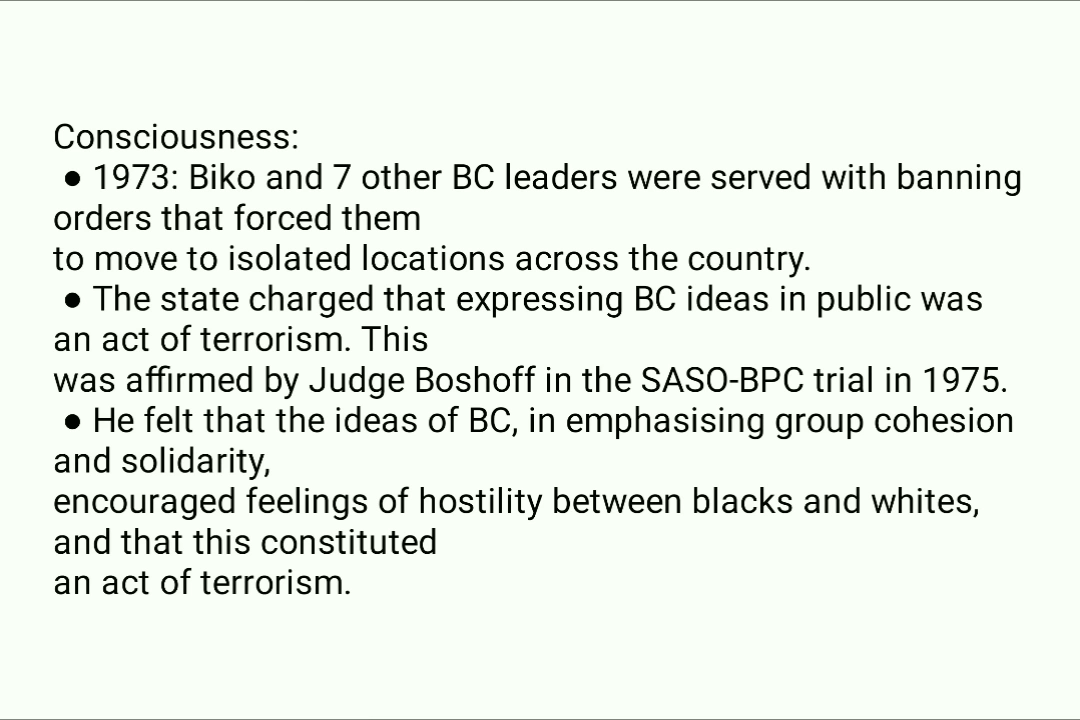 Consciousness:
● 1973: Biko and 7 other BC leaders were served with banning
orders that forced them
to move to isolated locations across the country.
● The state charged that expressing BC ideas in public was
an act of terrorism. This
was affirmed by Judge Boshoff in the SASO-BPC trial in 1975.
● He felt that the ideas of BC, in emphasising group cohesion
and solidarity,
encouraged feelings of hostility between blacks and whites,
and that this constituted
an act of terrorism.